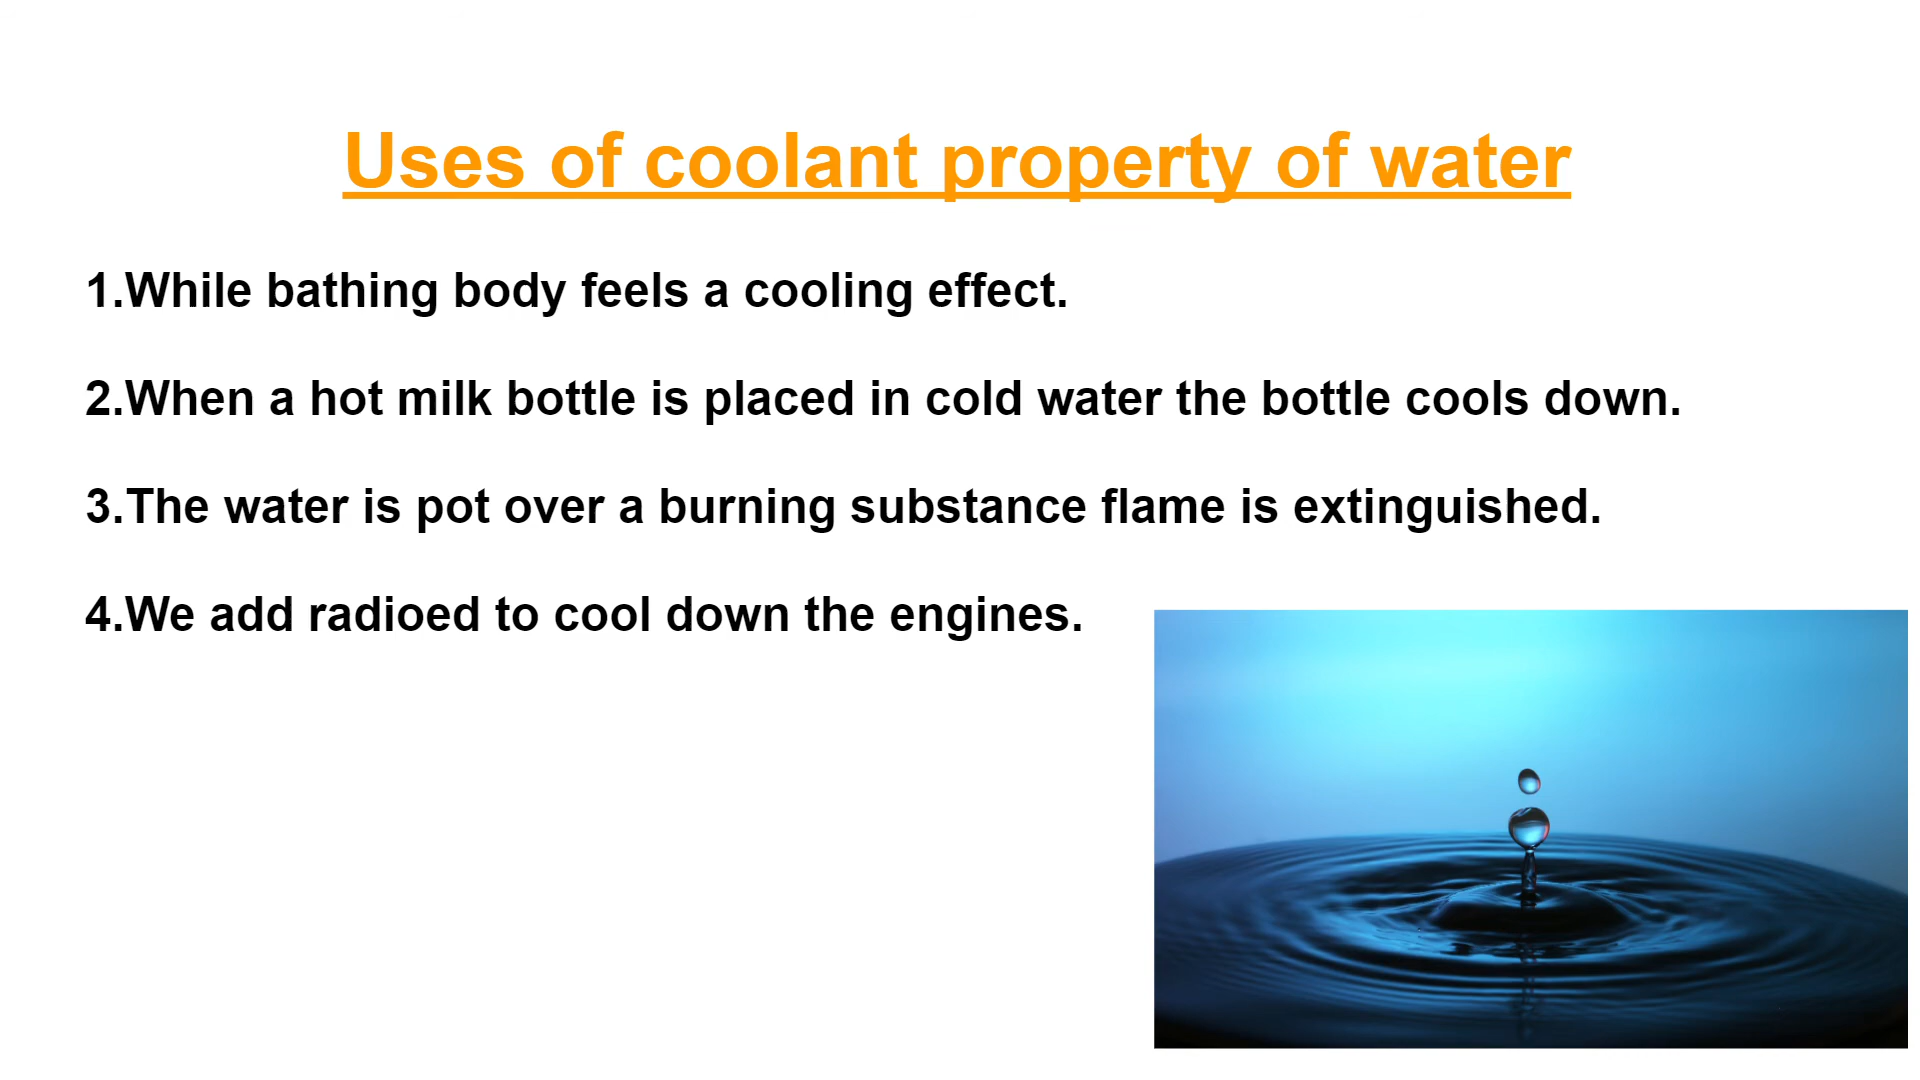 Uses of coolant property of water
1.While bathing body feels a cooling effect.
2.When a hot milk bottle is placed in cold water the bottle cools down.
3.The water is pot over a burning substance flame is extinguished.
4.We add radioed to cool down the engines.